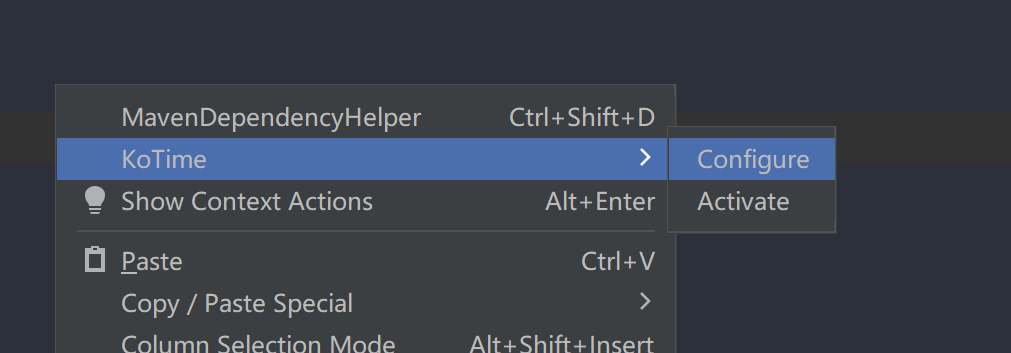 MavenDependencyHelper Ctrl+Shift+D
KoTime Configure
Show Context Actions Alt+Enter Activate
Paste Ctrl+V
Copy / Paste Special
Column Selection Mode Alt+Shift+Insert